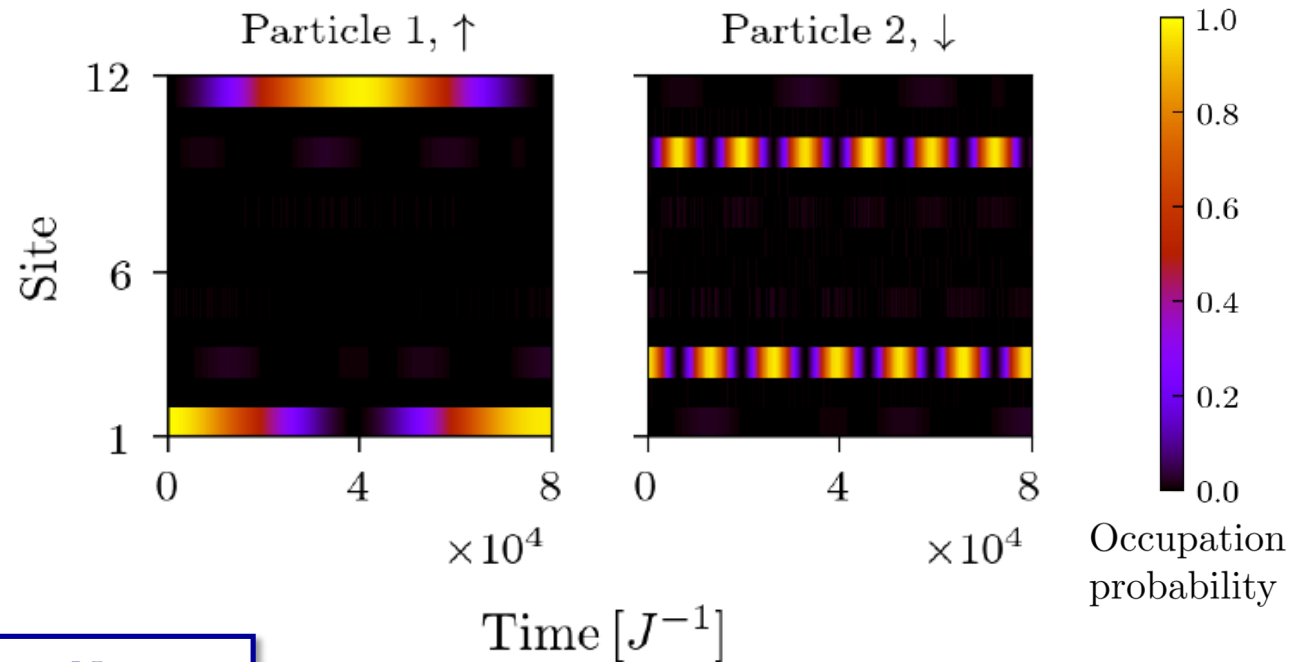 Particle 1, ↑
Particle 2, ↓
12
6
1
Site
0
4
8
×10⁴
0
4
8
×10⁴
Time [J⁻¹]
1.0
0.8
0.6
0.4
0.2
0.0
Occupation
probability